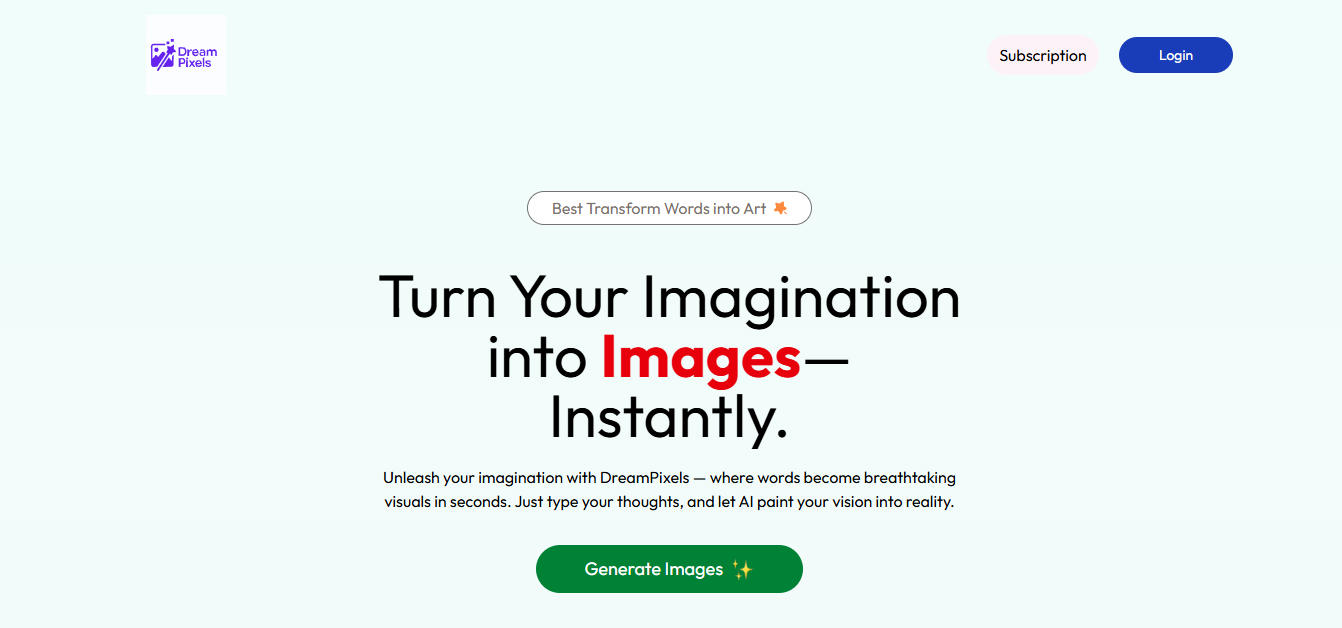 Dream
Pixels
Subscription
Login
Best Transform Words into Art
Turn Your Imagination
into Images—
Instantly.
Unleash your imagination with DreamPixels — where words become breathtaking
visuals in seconds. Just type your thoughts, and let AI paint your vision into reality.
Generate Images ✨